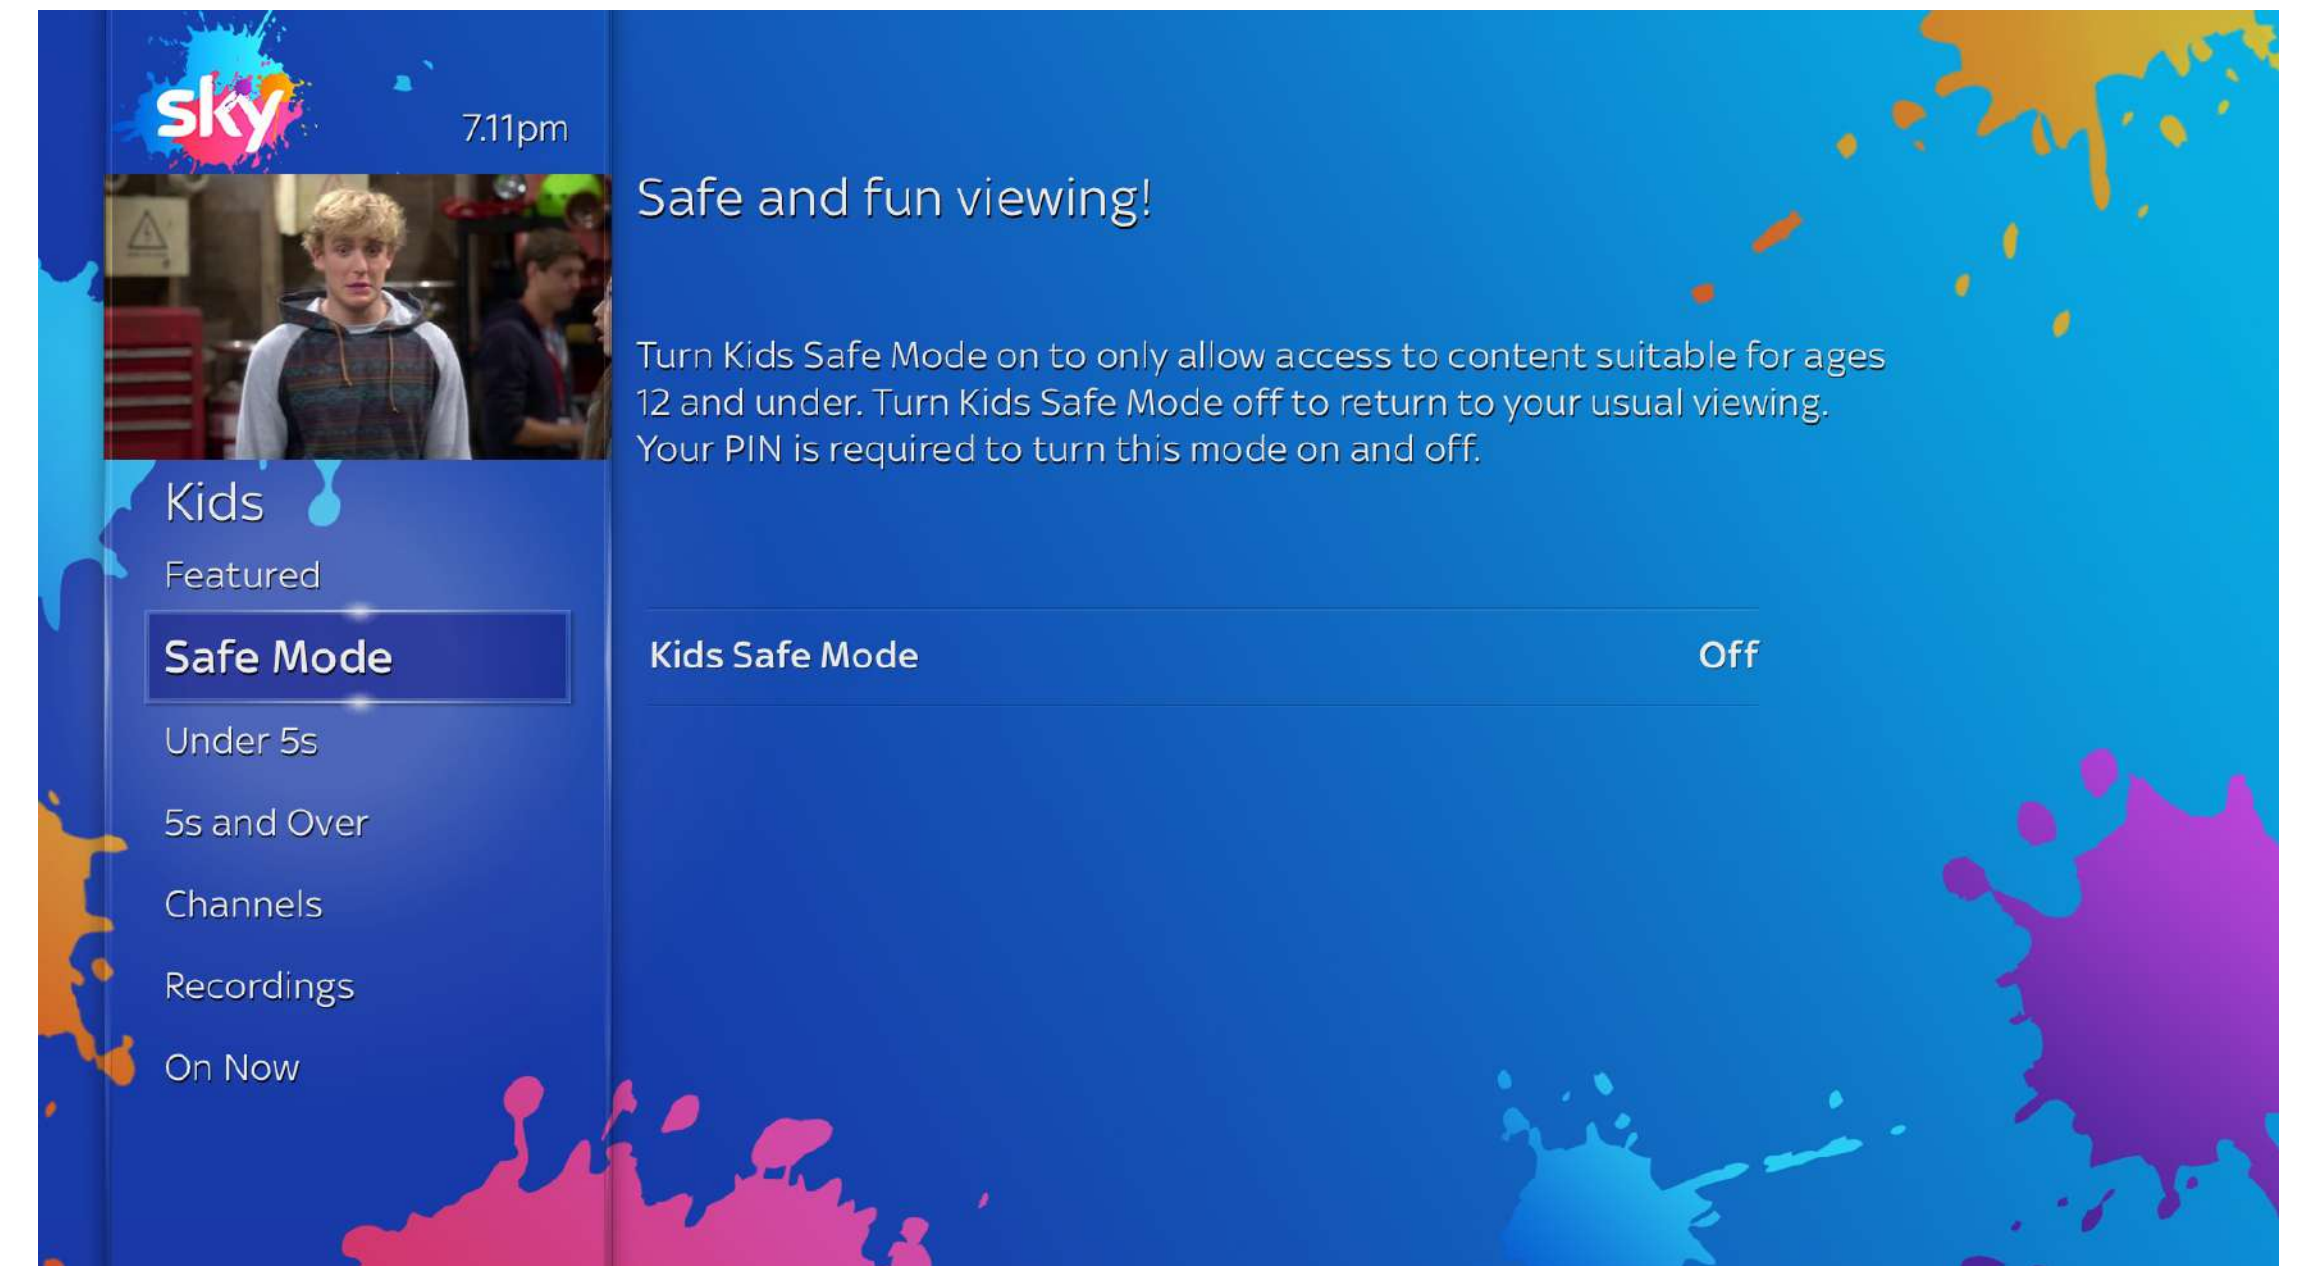 sky
7.11pm
Safe and fun viewing!
Turn Kids Safe Mode on to only allow access to content suitable for ages
12 and under. Turn Kids Safe Mode off to return to your usual viewing.
Your PIN is required to turn this mode on and off.
Kids
Featured
Safe Mode
Kids Safe Mode Off
Under 5s
5s and Over
Channels
Recordings
On Now